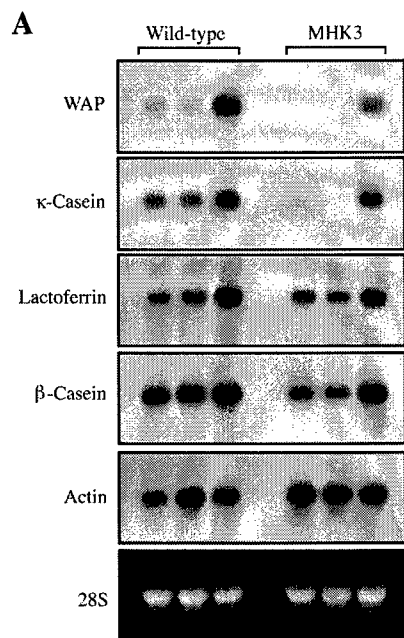 A
Wild-type MHK3
WAP
κ-Casein
Lactoferrin
β-Casein
Actin
28S